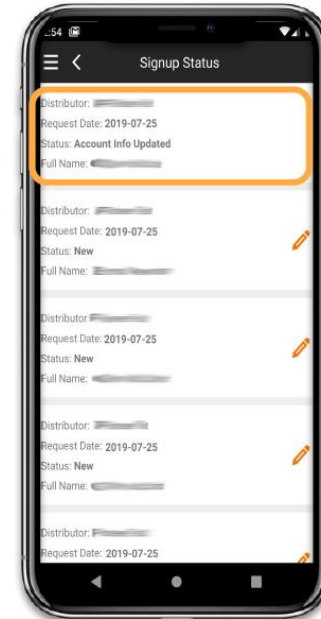 :54
Signup Status
Distributor:
Request Date: 2019-07-25
Status: Account Info Updated
Full Name:
Distributor:
Request Date: 2019-07-25
Status: New
Full Name:
Distributor
Request Date: 2019-07-25
Status: New
Full Name:
Distributor:
Request Date: 2019-07-25
Status: New
Full Name:
Distributor:
Request Date: 2019-07-25